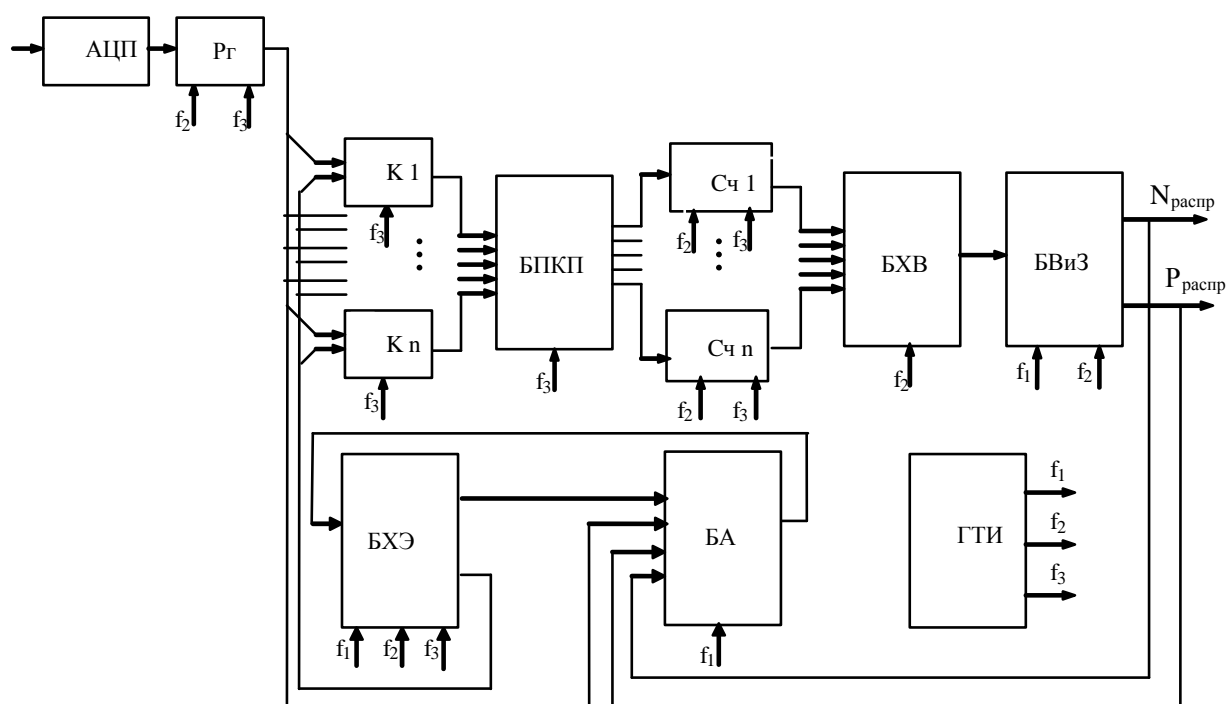 АЦП
Рг
f2
f3
К 1
f3
К n
f3
БПКП
f3
Сч 1
f2
f3
Сч n
f2
f3
БХВ
f2
БВиЗ
f1
f2
Nраспр
Pраспр
БХЭ
f1
f2
f3
БА
f1
ГТИ
f1
f2
f3